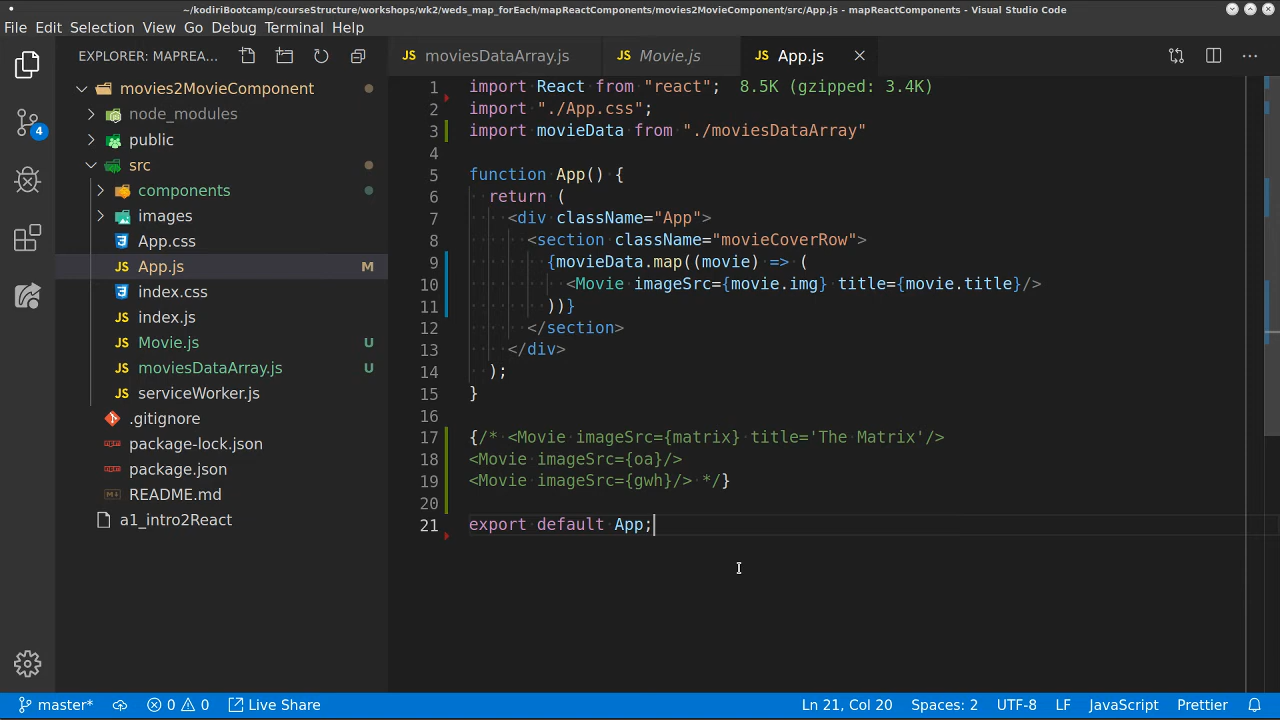 ~/kodiriBootcamp/courseStructure/workshops/wk2/weds_map_forEach/mapReactComponents/movies2MovieComponent/src/App.js - mapReactComponents - Visual Studio Code
File Edit Selection View Go Debug Terminal Help
EXPLORER: MAPREA...
movies2MovieComponent
node_modules
public
src
components
images
App.css
App.js M
index.css
index.js
Movie.js U
moviesDataArray.js U
serviceWorker.js
.gitignore
package-lock.json
package.json
README.md
a1_intro2React
4
JS moviesDataArray.js JS Movie.js JS App.js
1 import React from "react"; 8.5K (gzipped: 3.4K)
2 import "./App.css";
3 import movieData from "./moviesDataArray"
4
5 function App() {
6 return (
7 <div className="App">
8 <section className="movieCoverRow">
9 {movieData.map((movie) => (
10 <Movie imageSrc={movie.img} title={movie.title}/>
11 ))}
12 </section>
13 </div>
14 );
15 }
16
17 {/* <Movie imageSrc={matrix} title='The Matrix'/>
18 <Movie imageSrc={oa}/>
19 <Movie imageSrc={gwh}/> */}
20
21 export default App;
master* 0 0 Live Share Ln 21, Col 20 Spaces: 2 UTF-8 LF JavaScript Prettier